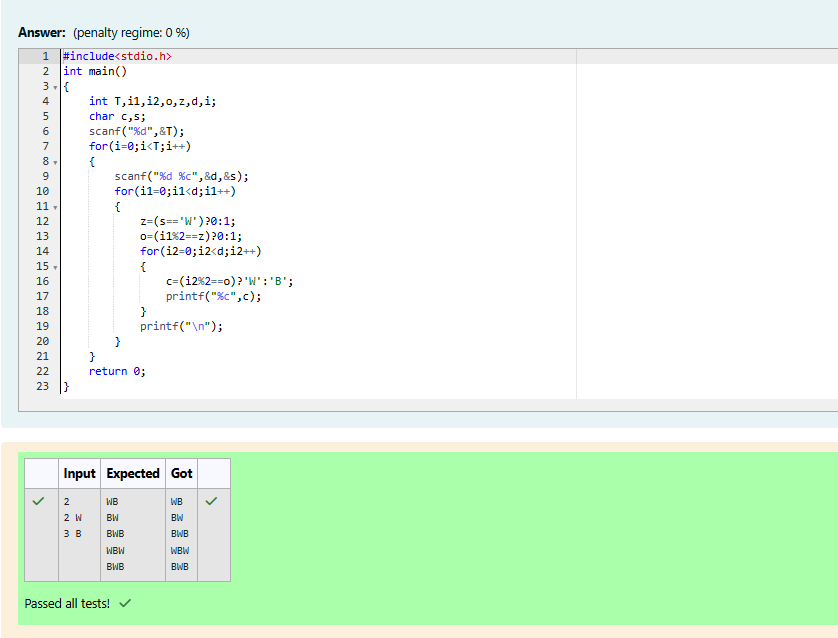 Answer: (penalty regime: 0 %)
1 #include<stdio.h>
2 int main()
3 {
4 int T,i1,i2,o,z,d,i;
5 char c,s;
6 scanf("%d",&T);
7 for(i=0;i<T;i++)
8 {
9 scanf("%d %c",&d,&s);
10 for(i1=0;i1<d;i1++)
11 {
12 z=(s=='W')?0:1;
13 o=(i1%2==z)?0:1;
14 for(i2=0;i2<d;i2++)
15 {
16 c=(i2%2==o)?'W':'B';
17 printf("%c",c);
18 }
19 printf("\n");
20 }
21 }
22 return 0;
23 }
Input Expected Got
2 WB WB
2 W BW BW
3 B BWB BWB
WBW WBW
BWB BWB
Passed all tests!